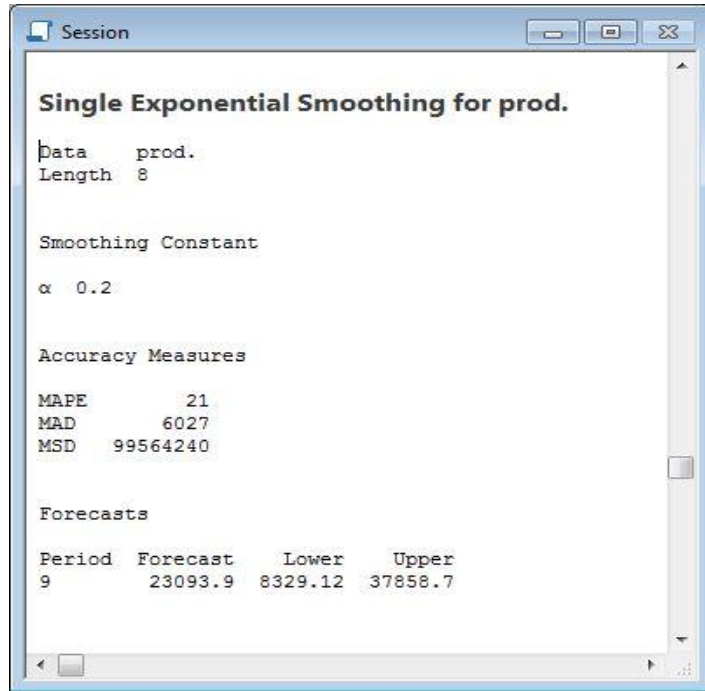 Session
Single Exponential Smoothing for prod.
Data prod.
Length 8
Smoothing Constant
α 0.2
Accuracy Measures
MAPE 21
MAD 6027
MSD 99564240
Forecasts
Period Forecast Lower Upper
9 23093.9 8329.12 37858.7